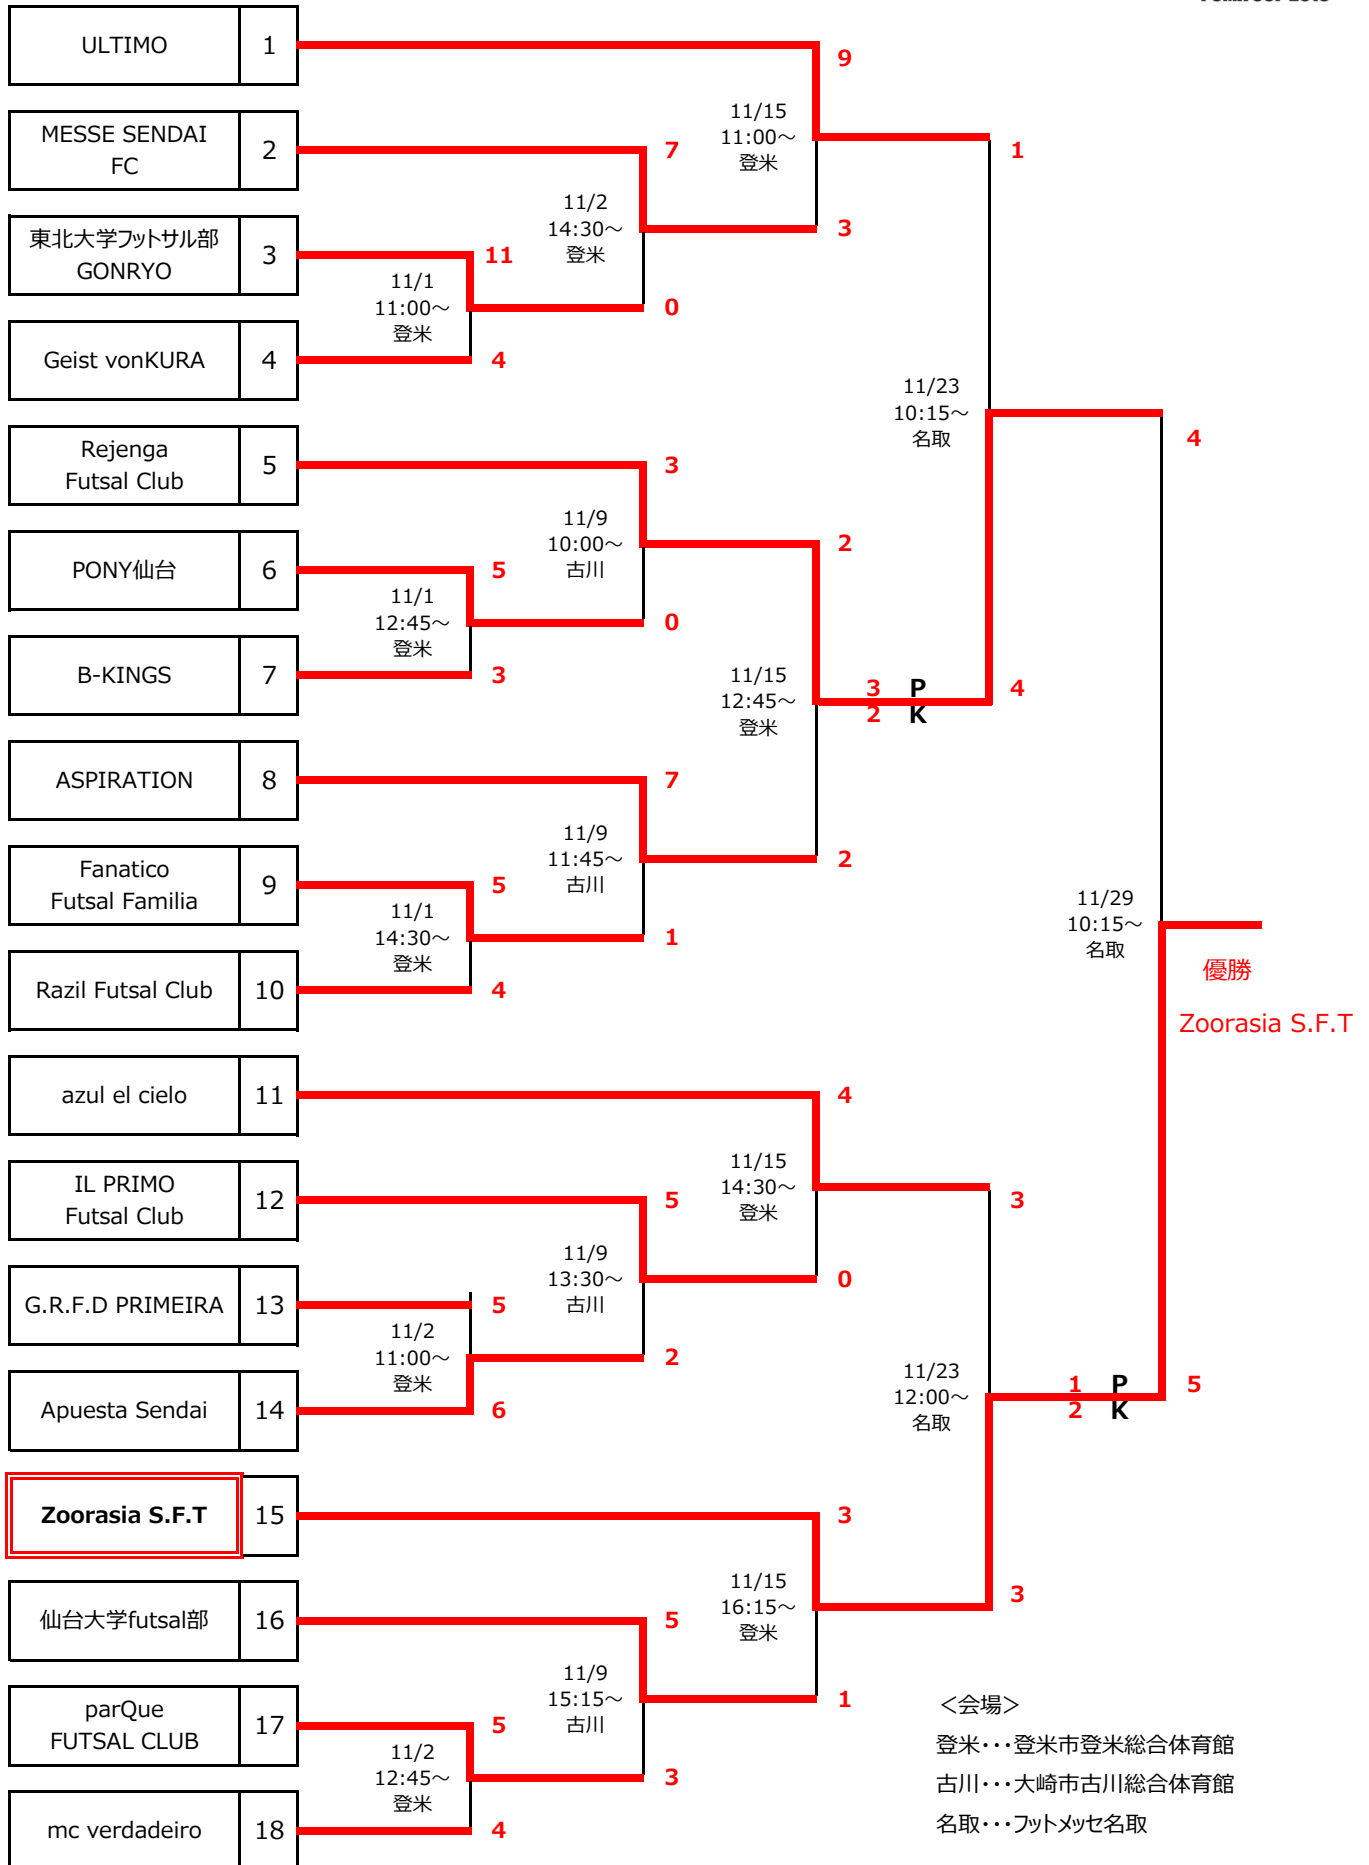 ULTIMO 1
9
MESSE SENDAI
FC
2
7
11/15
11:00～
登米
1
東北大学フットサル部
GONRYO
3
11
11/2
14:30～
登米
3
11/1
11:00～
登米
0
Geist vonKURA 4
4
11/23
10:15～
名取
4
Rejenga
Futsal Club
5
3
11/9
10:00～
古川
2
PONY仙台 6
5
11/1
12:45～
登米
0
B-KINGS 7
3
11/15
12:45～
登米
3 P
2 K
4
ASPIRATION 8
7
11/9
11:45～
古川
2
Fanatico
Futsal Familia
9
5
11/1
14:30～
登米
1
Razil Futsal Club 10
4
11/29
10:15～
名取
優勝
Zoorasia S.F.T
azul el cielo 11
4
11/15
14:30～
登米
3
IL PRIMO
Futsal Club
12
5
11/9
13:30～
古川
0
G.R.F.D PRIMEIRA 13
5
11/2
11:00～
登米
2
Apuesta Sendai 14
6
11/23
12:00～
名取
1 P
2 K
5
Zoorasia S.F.T 15
3
11/15
16:15～
登米
3
仙台大学futsal部 16
5
11/9
15:15～
古川
1
parQue
FUTSAL CLUB
17
5
11/2
12:45～
登米
3
mc verdadeiro 18
4
＜会場＞
登米・・・登米市登米総合体育館
古川・・・大崎市古川総合体育館
名取・・・フットメッセ名取